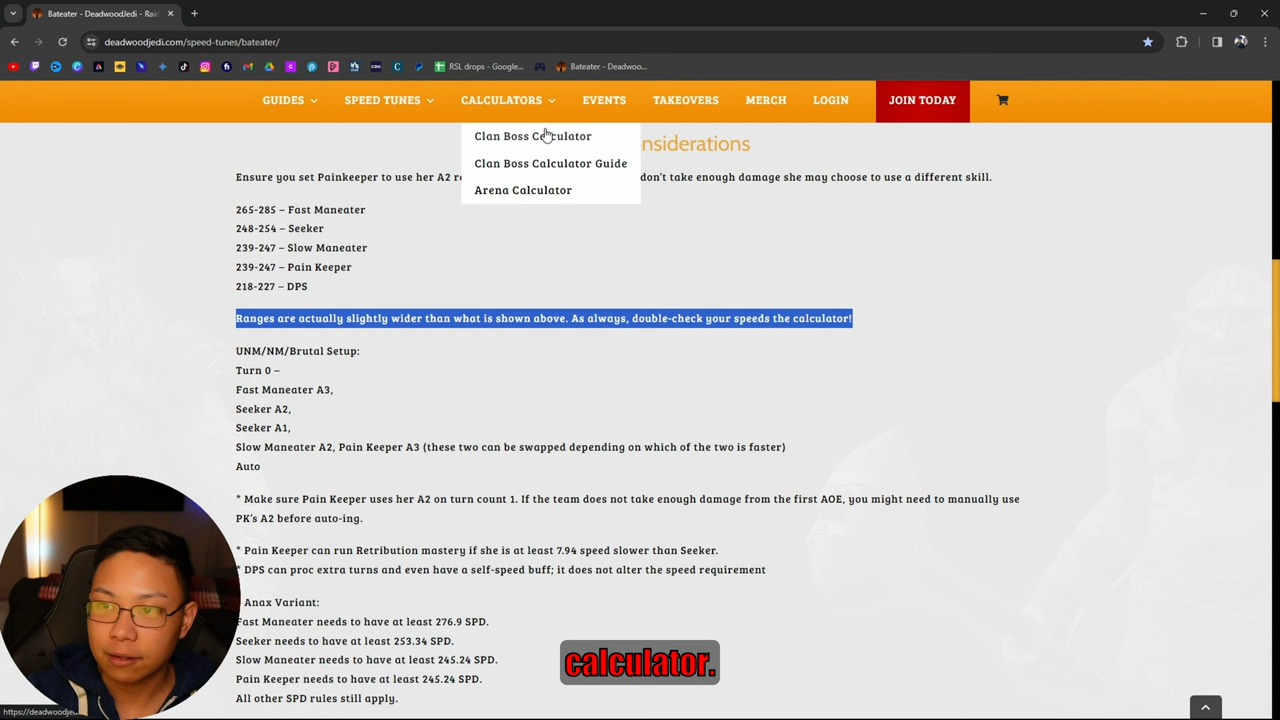 Bateater - DeadwoodJedi - Rai
deadwoodjedi.com/speed-tunes/bateater/
RSL drops - Google...
Bateater - Deadwoo...
GUIDES
SPEED TUNES
CALCULATORS
EVENTS
TAKEOVERS
MERCH
LOGIN
JOIN TODAY
Clan Boss Calculator
Clan Boss Calculator Guide
Arena Calculator
nsiderations
Ensure you set Painkeeper to use her A2 r
don't take enough damage she may choose to use a different skill.
265-285 – Fast Maneater
248-254 – Seeker
239-247 – Slow Maneater
239-247 – Pain Keeper
218-227 – DPS
Ranges are actually slightly wider than what is shown above. As always, double-check your speeds the calculator!
UNM/NM/Brutal Setup:
Turn 0 –
Fast Maneater A3,
Seeker A2,
Seeker A1,
Slow Maneater A2, Pain Keeper A3 (these two can be swapped depending on which of the two is faster)
Auto
* Make sure Pain Keeper uses her A2 on turn count 1. If the team does not take enough damage from the first AOE, you might need to manually use
PK's A2 before auto-ing.
* Pain Keeper can run Retribution mastery if she is at least 7.94 speed slower than Seeker.
* DPS can proc extra turns and even have a self-speed buff; it does not alter the speed requirement
Anax Variant:
Fast Maneater needs to have at least 276.9 SPD.
Seeker needs to have at least 253.34 SPD.
Slow Maneater needs to have at least 245.24 SPD.
Pain Keeper needs to have at least 245.24 SPD.
All other SPD rules still apply.
calculator.
https://deadwoodje